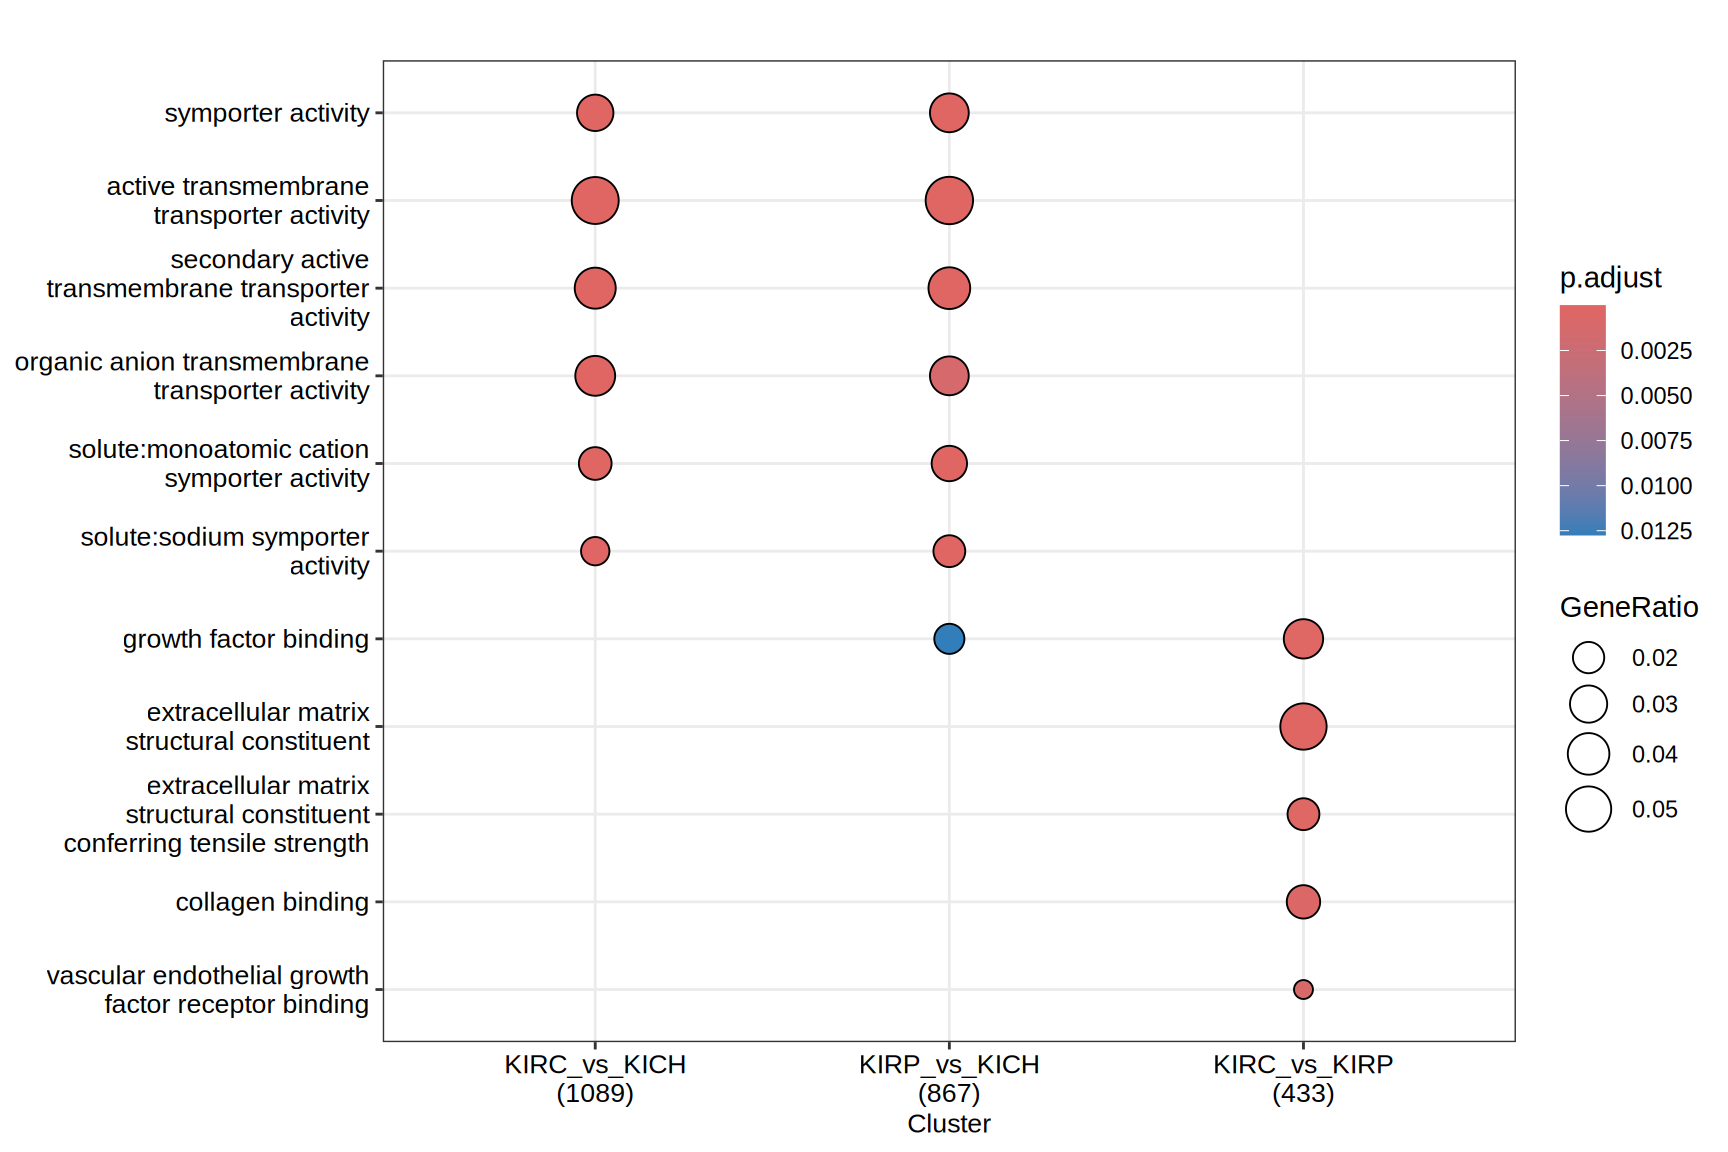 symporter activity
active transmembrane
transporter activity
secondary active
transmembrane transporter
activity
organic anion transmembrane
transporter activity
solute:monoatomic cation
symporter activity
solute:sodium symporter
activity
growth factor binding
extracellular matrix
structural constituent
extracellular matrix
structural constituent
conferring tensile strength
collagen binding
vascular endothelial growth
factor receptor binding
KIRC_vs_KICH
(1089)
KIRP_vs_KICH
(867)
KIRC_vs_KIRP
(433)
Cluster
p.adjust
0.0025
0.0050
0.0075
0.0100
0.0125
GeneRatio
0.02
0.03
0.04
0.05